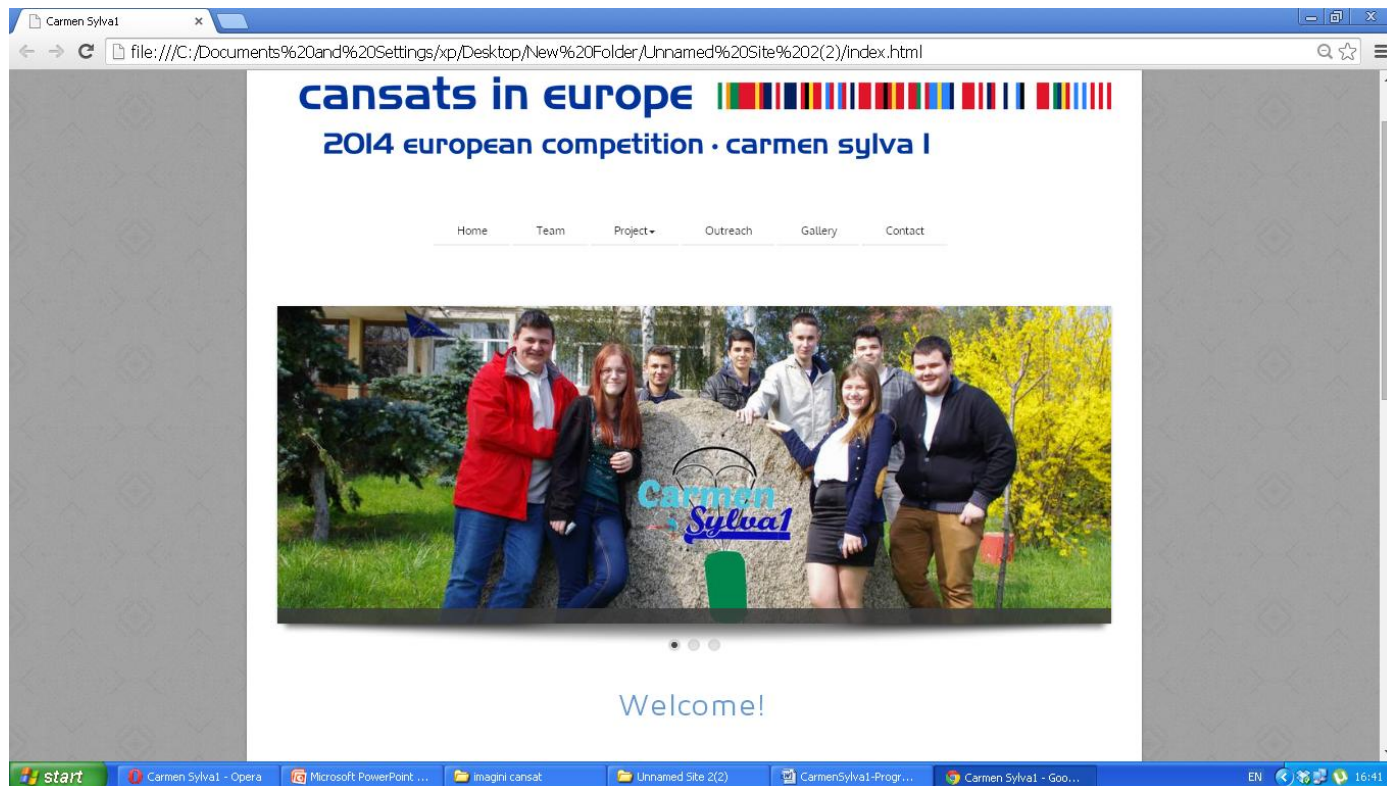 Carmen Sylva1
file:///C:/Documents%20and%20Settings/xp/Desktop/New%20Folder/Unnamed%20Site%202(2)/index.html
cansats in europe
2014 european competition · carmen sylva 1
Home Team Project Outreach Gallery Contact
Carmen
Sylva1
Welcome!
start Carmen Sylva1 - Opera Microsoft PowerPoint ... imagini cansat Unnamed Site 2(2) CarmenSylva1-Progr... Carmen Sylva1 - Goo... EN 16:41